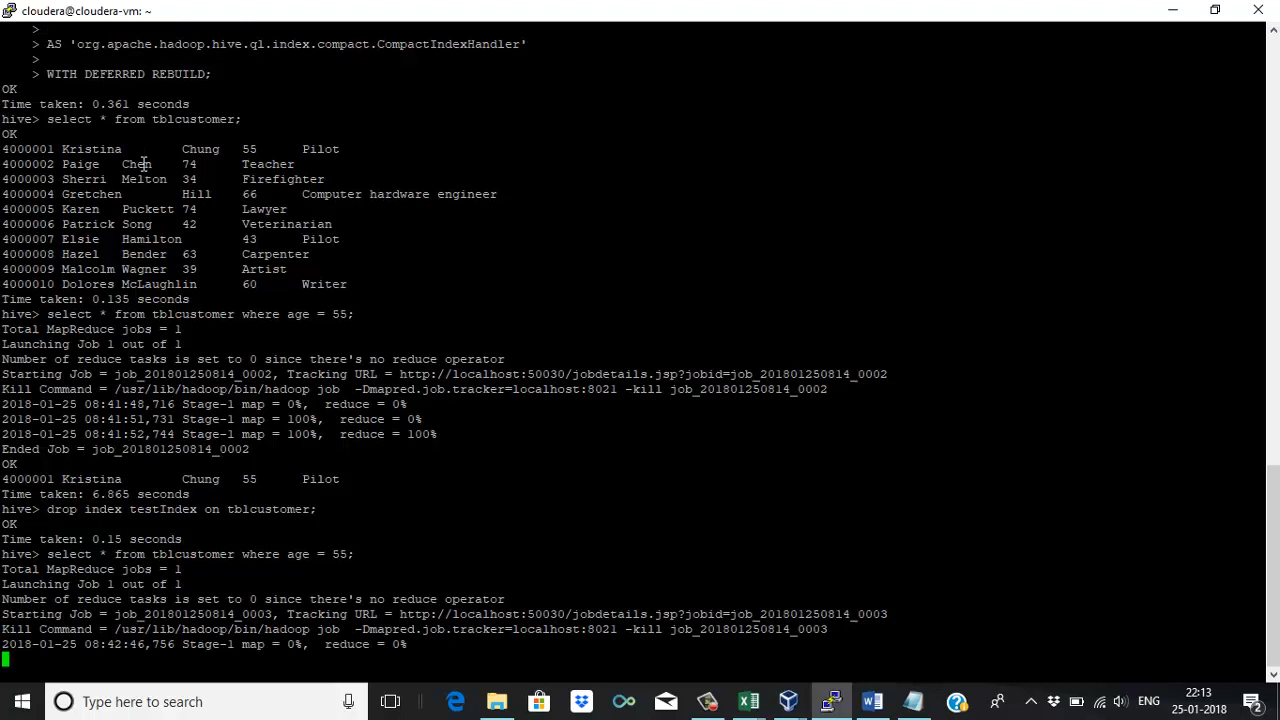 cloudera@cloudera-vm: ~
>
> AS 'org.apache.hadoop.hive.ql.index.compact.CompactIndexHandler'
>
> WITH DEFERRED REBUILD;
OK
Time taken: 0.361 seconds
hive> select * from tblcustomer;
OK
4000001 Kristina Chung 55 Pilot
4000002 Paige Chen 74 Teacher
4000003 Sherri Melton 34 Firefighter
4000004 Gretchen Hill 66 Computer hardware engineer
4000005 Karen Puckett 74 Lawyer
4000006 Patrick Song 42 Veterinarian
4000007 Elsie Hamilton 43 Pilot
4000008 Hazel Bender 63 Carpenter
4000009 Malcolm Wagner 39 Artist
4000010 Dolores McLaughlin 60 Writer
Time taken: 0.135 seconds
hive> select * from tblcustomer where age = 55;
Total MapReduce jobs = 1
Launching Job 1 out of 1
Number of reduce tasks is set to 0 since there's no reduce operator
Starting Job = job_201801250814_0002, Tracking URL = http://localhost:50030/jobdetails.jsp?jobid=job_201801250814_0002
Kill Command = /usr/lib/hadoop/bin/hadoop job  -Dmapred.job.tracker=localhost:8021 -kill job_201801250814_0002
2018-01-25 08:41:48,716 Stage-1 map = 0%,  reduce = 0%
2018-01-25 08:41:51,731 Stage-1 map = 100%,  reduce = 0%
2018-01-25 08:41:52,744 Stage-1 map = 100%,  reduce = 100%
Ended Job = job_201801250814_0002
OK
4000001 Kristina Chung 55 Pilot
Time taken: 6.865 seconds
hive> drop index testIndex on tblcustomer;
OK
Time taken: 0.15 seconds
hive> select * from tblcustomer where age = 55;
Total MapReduce jobs = 1
Launching Job 1 out of 1
Number of reduce tasks is set to 0 since there's no reduce operator
Starting Job = job_201801250814_0003, Tracking URL = http://localhost:50030/jobdetails.jsp?jobid=job_201801250814_0003
Kill Command = /usr/lib/hadoop/bin/hadoop job  -Dmapred.job.tracker=localhost:8021 -kill job_201801250814_0003
2018-01-25 08:42:46,756 Stage-1 map = 0%,  reduce = 0%
Type here to search
ENG
22:13
25-01-2018
2